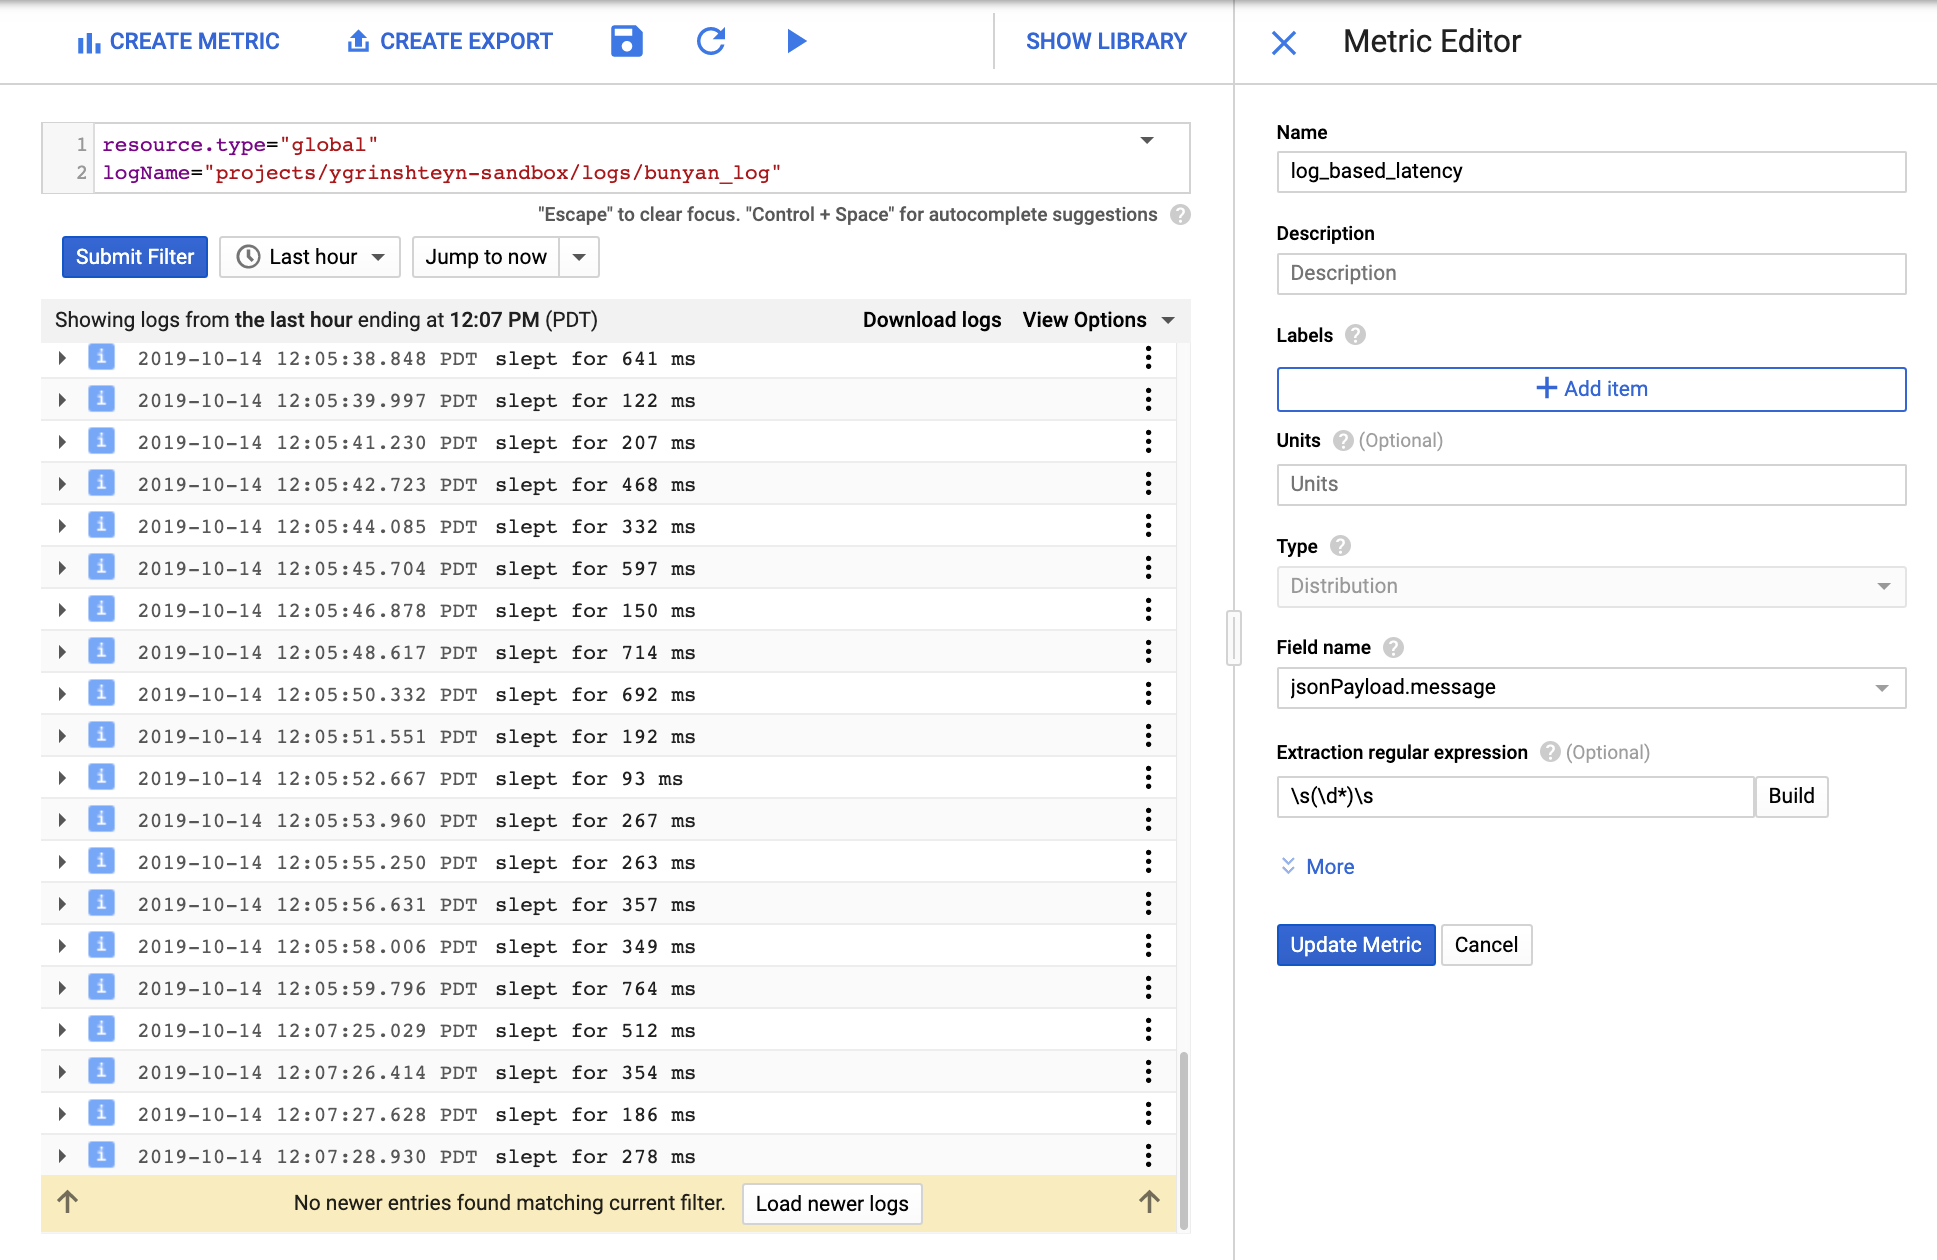 CREATE METRIC CREATE EXPORT SHOW LIBRARY
1 resource.type="global"
2 logName="projects/ygrinshteyn-sandbox/logs/bunyan_log"
"Escape" to clear focus. "Control + Space" for autocomplete suggestions ?
Submit Filter Last hour Jump to now
Showing logs from the last hour ending at 12:07 PM (PDT) Download logs View Options
i 2019-10-14 12:05:38.848 PDT slept for 641 ms
i 2019-10-14 12:05:39.997 PDT slept for 122 ms
i 2019-10-14 12:05:41.230 PDT slept for 207 ms
i 2019-10-14 12:05:42.723 PDT slept for 468 ms
i 2019-10-14 12:05:44.085 PDT slept for 332 ms
i 2019-10-14 12:05:45.704 PDT slept for 597 ms
i 2019-10-14 12:05:46.878 PDT slept for 150 ms
i 2019-10-14 12:05:48.617 PDT slept for 714 ms
i 2019-10-14 12:05:50.332 PDT slept for 692 ms
i 2019-10-14 12:05:51.551 PDT slept for 192 ms
i 2019-10-14 12:05:52.667 PDT slept for 93 ms
i 2019-10-14 12:05:53.960 PDT slept for 267 ms
i 2019-10-14 12:05:55.250 PDT slept for 263 ms
i 2019-10-14 12:05:56.631 PDT slept for 357 ms
i 2019-10-14 12:05:58.006 PDT slept for 349 ms
i 2019-10-14 12:05:59.796 PDT slept for 764 ms
i 2019-10-14 12:07:25.029 PDT slept for 512 ms
i 2019-10-14 12:07:26.414 PDT slept for 354 ms
i 2019-10-14 12:07:27.628 PDT slept for 186 ms
i 2019-10-14 12:07:28.930 PDT slept for 278 ms
No newer entries found matching current filter. Load newer logs
Metric Editor
Name
log_based_latency
Description
Description
Labels ?
+ Add item
Units ? (Optional)
Units
Type ?
Distribution
Field name ?
jsonPayload.message
Extraction regular expression ? (Optional)
\s(\d*)\s Build
More
Update Metric Cancel